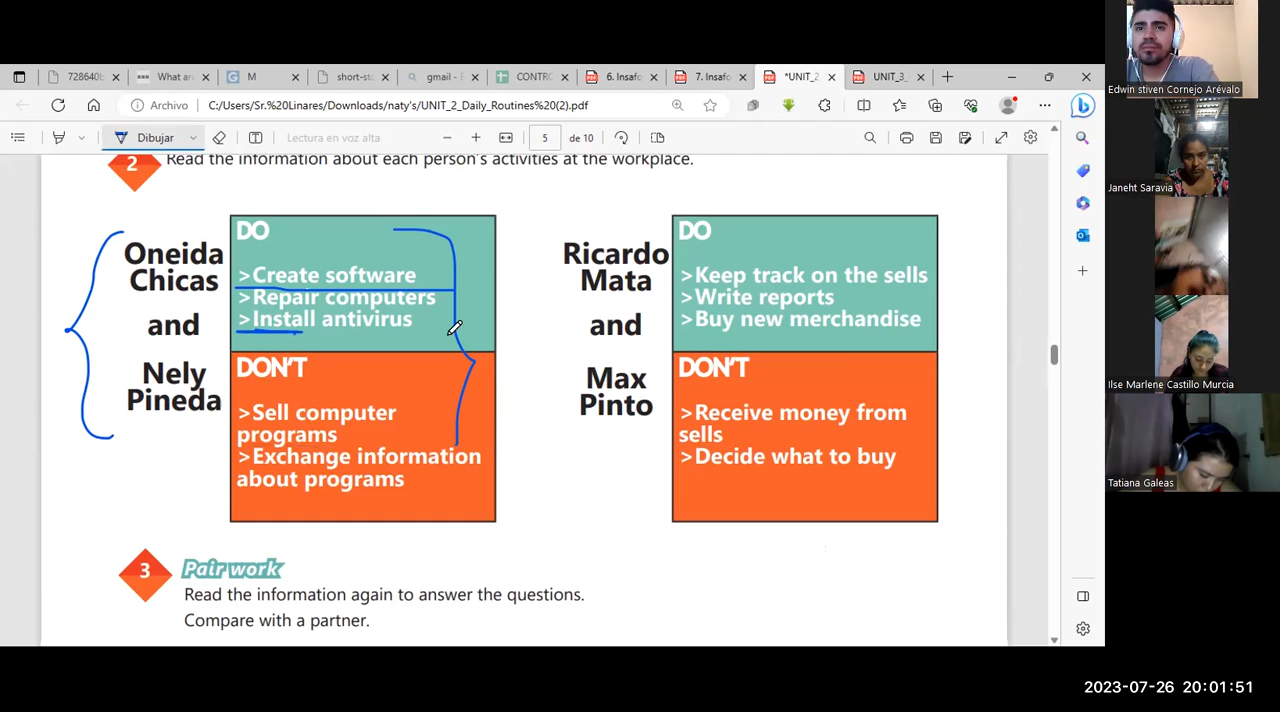 728640b
What are
M
short-sto
gmail - E
CONTRO
6. Insafo
7. Insafo
*UNIT_2
UNIT_3_
Archivo
C:/Users/Sr.%20Linares/Downloads/naty's/UNIT_2_Daily_Routines%20(2).pdf
Dibujar
Lectura en voz alta
5
de 10
2 Read the information about each person's activities at the workplace.
Oneida
Chicas
and
Nely
Pineda
DO
>Create software
>Repair computers
>Install antivirus
DON'T
>Sell computer
programs
>Exchange information
about programs
Ricardo
Mata
and
Max
Pinto
DO
>Keep track on the sells
>Write reports
>Buy new merchandise
DON'T
>Receive money from
sells
>Decide what to buy
3 Pair work
Read the information again to answer the questions.
Compare with a partner.
Edwin stiven Cornejo Arévalo
Janeht Saravia
Ilse Marlene Castillo Murcia
Tatiana Galeas
2023-07-26 20:01:51